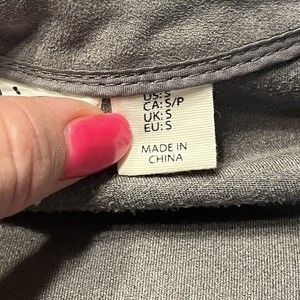 US: S
CA: S/P
UK: S
EU: S
MADE IN
CHINA